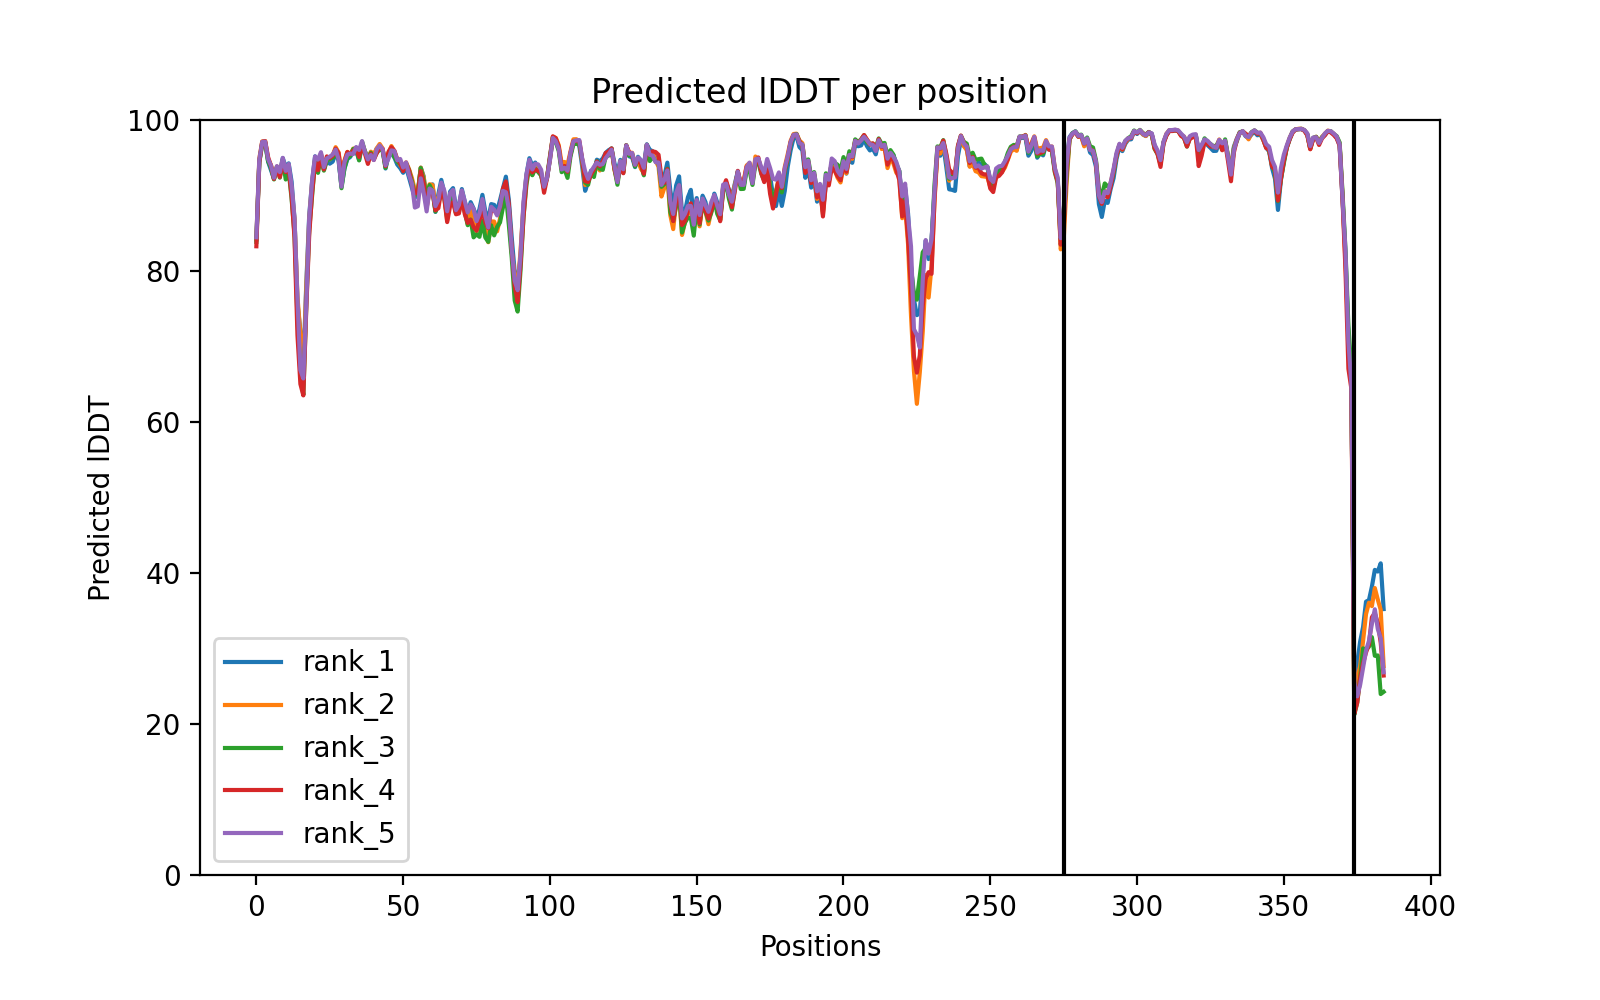 Predicted lDDT per position
Predicted lDDT
100
80
60
40
20
0
rank_1
rank_2
rank_3
rank_4
rank_5
0 50 100 150 200 250 300 350 400
Positions